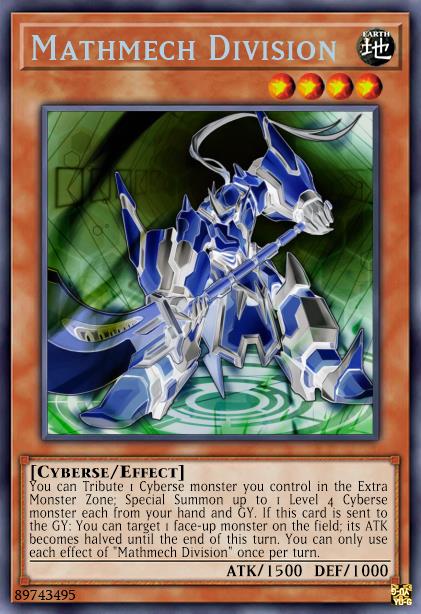 MATHMECH DIVISION
EARTH
地
[CYBERSE/EFFECT]
You can Tribute 1 Cyberse monster you control in the Extra
Monster Zone; Special Summon up to 1 Level 4 Cyberse
monster each from your hand and GY. If this card is sent to
the GY: You can target 1 face-up monster on the field; its ATK
becomes halved until the end of this turn. You can only use
each effect of "Mathmech Division" once per turn.
ATK/1500 DEF/1000
89743495